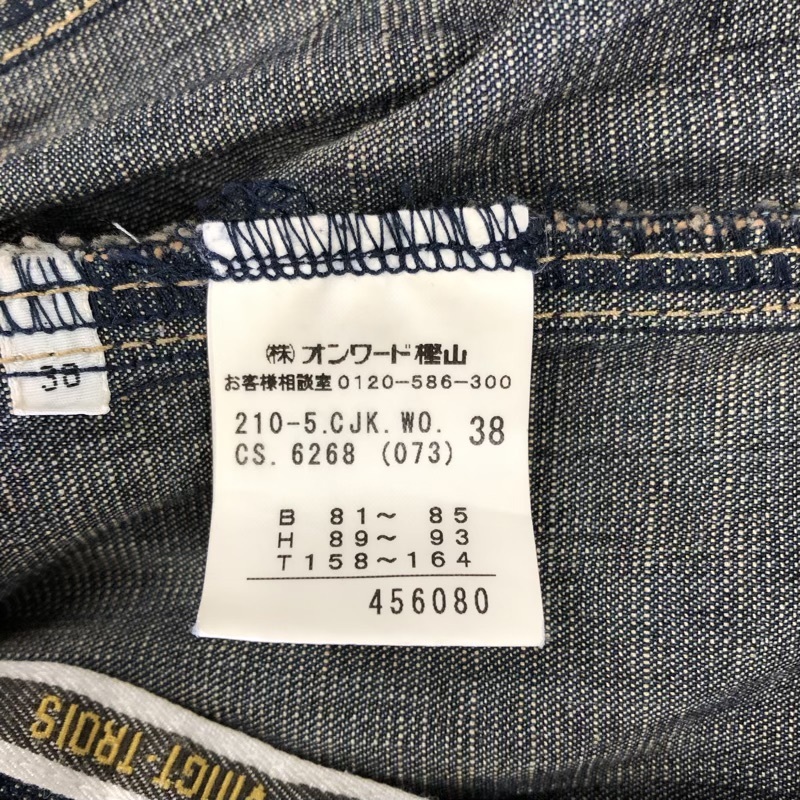 ㈱ オンワード樫山
お客様相談室 0120-586-300
210-5.CJK.WO. 38
CS. 6268 (073)
B 81～ 85
H 89～ 93
T 158～164
456080
38
VINGT-TROIS